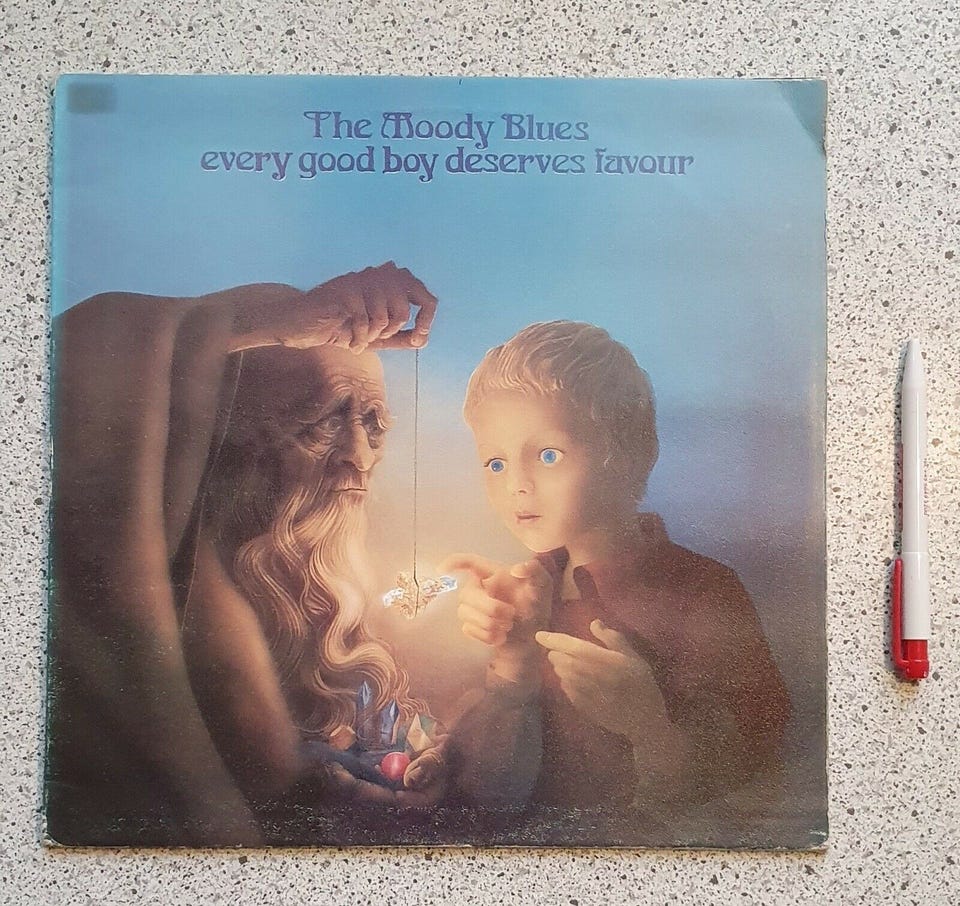 The Moody Blues
every good boy deserves favour